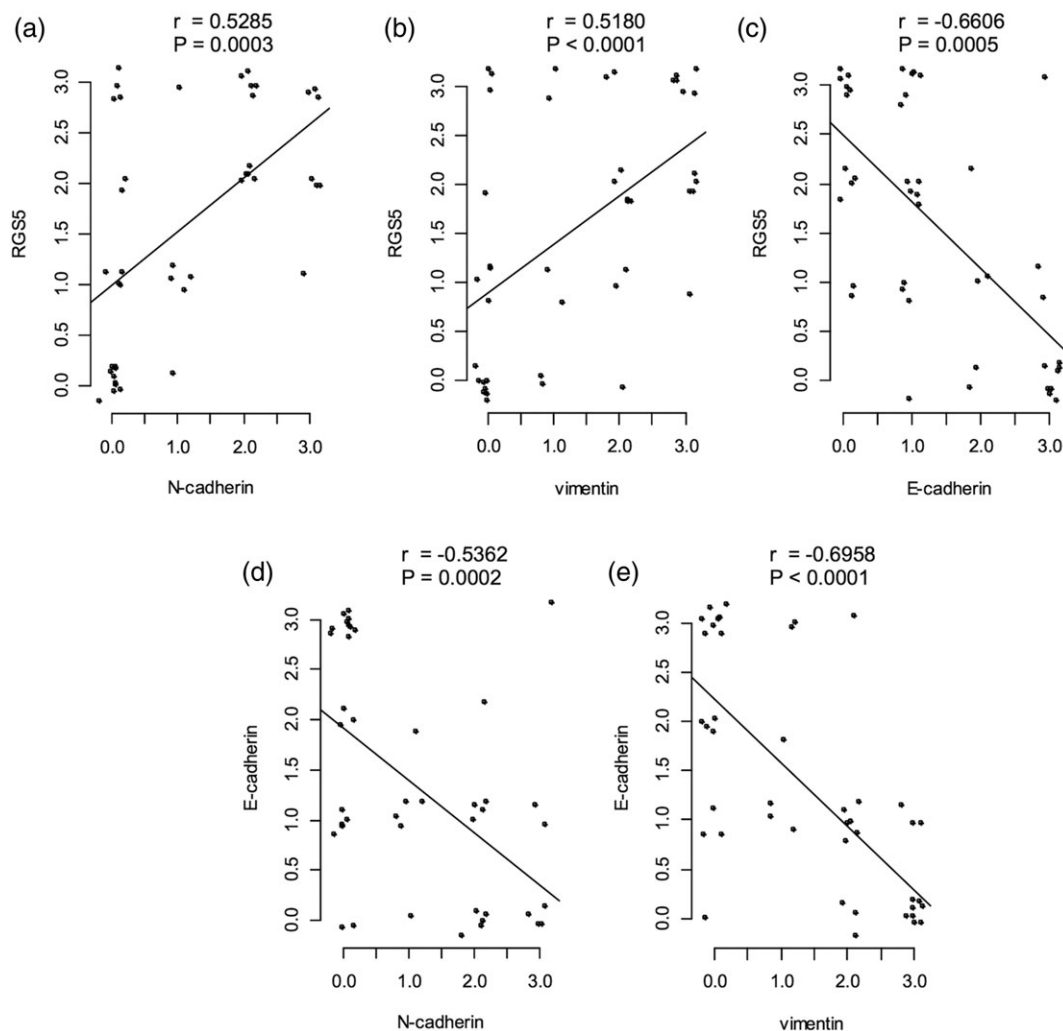 (a)
r = 0.5285
P = 0.0003
RGS5
3.0
2.5
2.0
1.5
1.0
0.5
0.0
0.0 1.0 2.0 3.0
N-cadherin
(b)
r = 0.5180
P < 0.0001
RGS5
3.0
2.5
2.0
1.5
1.0
0.5
0.0
0.0 1.0 2.0 3.0
vimentin
(c)
r = -0.6606
P = 0.0005
RGS5
3.0
2.5
2.0
1.5
1.0
0.5
0.0
0.0 1.0 2.0 3.0
E-cadherin
(d)
r = -0.5362
P = 0.0002
E-cadherin
3.0
2.5
2.0
1.5
1.0
0.5
0.0
0.0 1.0 2.0 3.0
N-cadherin
(e)
r = -0.6958
P < 0.0001
E-cadherin
3.0
2.5
2.0
1.5
1.0
0.5
0.0
0.0 1.0 2.0 3.0
vimentin